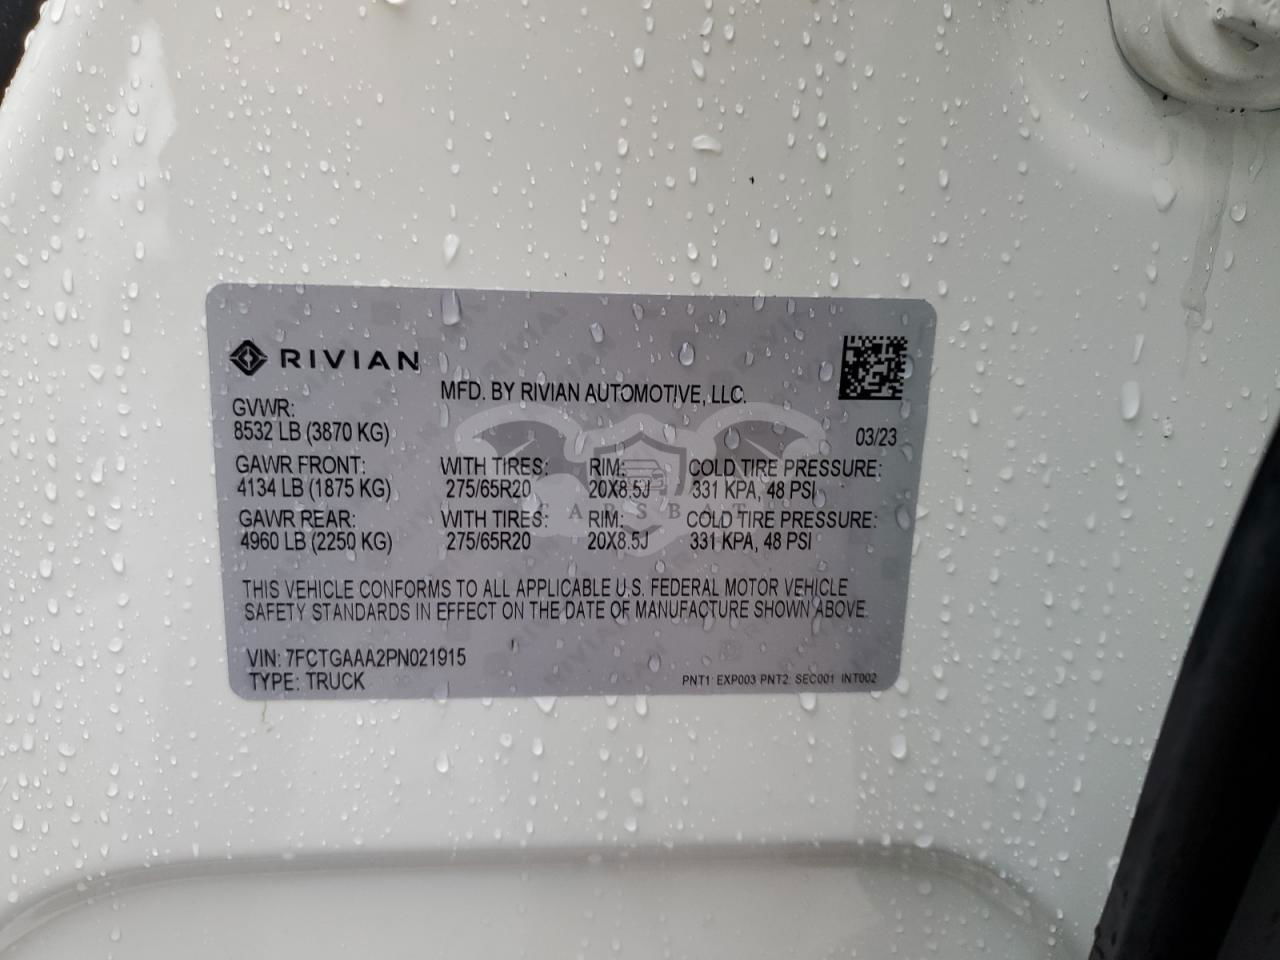 RIVIAN
MFD. BY RIVIAN AUTOMOTIVE, LLC.
GVWR:
8532 LB (3870 KG)
03/23
GAWR FRONT: WITH TIRES: RIM: COLD TIRE PRESSURE:
4134 LB (1875 KG) 275/65R20 20X8.5J 331 KPA, 48 PSI
CARSBAT
GAWR REAR: WITH TIRES: RIM: COLD TIRE PRESSURE:
4960 LB (2250 KG) 275/65R20 20X8.5J 331 KPA, 48 PSI
THIS VEHICLE CONFORMS TO ALL APPLICABLE U.S. FEDERAL MOTOR VEHICLE
SAFETY STANDARDS IN EFFECT ON THE DATE OF MANUFACTURE SHOWN ABOVE.
VIN: 7FCTGAAA2PN021915
TYPE: TRUCK
PNT1: EXP003 PNT2: SEC001 INT002